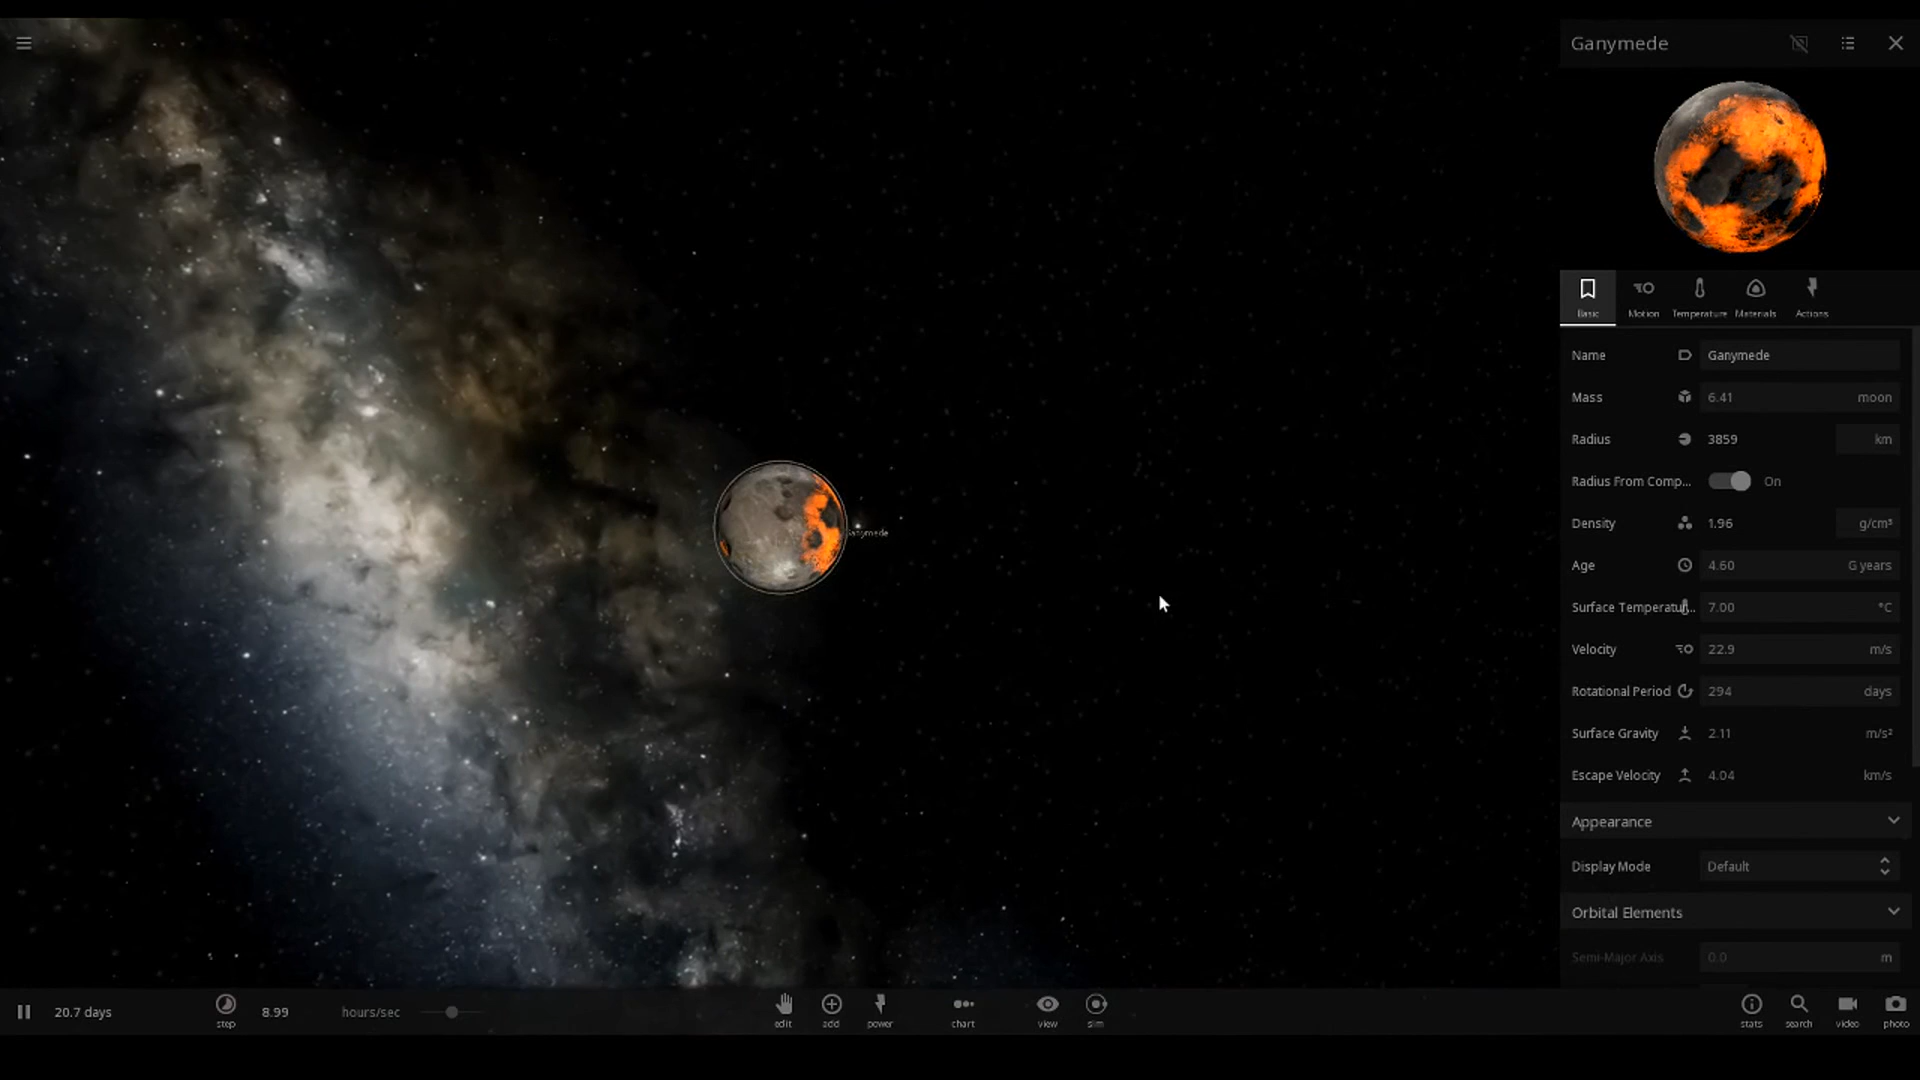 Ganymede
Basic
Motion
Temperature
Materials
Actions
Name Ganymede
Mass 6.41 moon
Radius 3859 km
Radius From Comp... On
Density 1.96 g/cm³
Age 4.60 G years
Surface Temperatur... 7.00 °C
Velocity 22.9 m/s
Rotational Period 294 days
Surface Gravity 2.11 m/s²
Escape Velocity 4.04 km/s
Appearance
Display Mode Default
Orbital Elements
Semi-Major Axis 0.0 m
Ganymede
20.7 days
step
8.99 hours/sec
edit
add
power
chart
view
sim
stats
search
video
photo